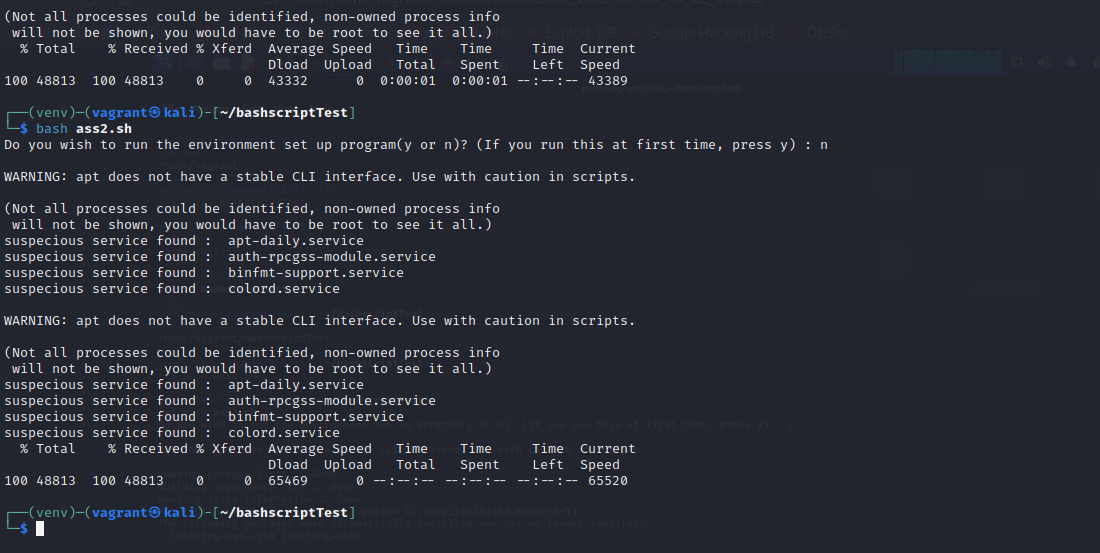 (Not all processes could be identified, non-owned process info
 will not be shown, you would have to be root to see it all.)
  % Total    % Received % Xferd  Average Speed   Time    Time     Time  Current
                                 Dload  Upload   Total   Spent    Left  Speed
100 48813  100 48813    0     0  43332      0  0:00:01  0:00:01 --:--:-- 43389
┌──(venv)─(vagrant㉿kali)-[~/bashscriptTest]
└─$ bash ass2.sh
Do you wish to run the environment set up program(y or n)? (If you run this at first time, press y) : n
WARNING: apt does not have a stable CLI interface. Use with caution in scripts.
(Not all processes could be identified, non-owned process info
 will not be shown, you would have to be root to see it all.)
suspecious service found :  apt-daily.service
suspecious service found :  auth-rpcgss-module.service
suspecious service found :  binfmt-support.service
suspecious service found :  colord.service
WARNING: apt does not have a stable CLI interface. Use with caution in scripts.
(Not all processes could be identified, non-owned process info
 will not be shown, you would have to be root to see it all.)
suspecious service found :  apt-daily.service
suspecious service found :  auth-rpcgss-module.service
suspecious service found :  binfmt-support.service
suspecious service found :  colord.service
  % Total    % Received % Xferd  Average Speed   Time    Time     Time  Current
                                 Dload  Upload   Total   Spent    Left  Speed
100 48813  100 48813    0     0  65469      0 --:--:-- --:--:-- --:--:-- 65520
┌──(venv)─(vagrant㉿kali)-[~/bashscriptTest]
└─$